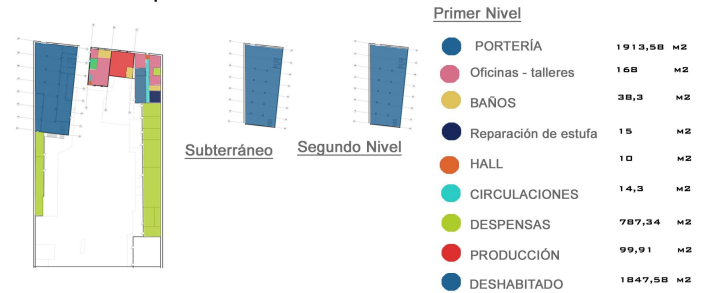 Primer Nivel
PORTERÍA 1913,58 M2
Oficinas - talleres 168 M2
BAÑOS 38,3 M2
Reparación de estufa 15 M2
HALL 10 M2
CIRCULACIONES 14,3 M2
DESPENSAS 787,34 M2
PRODUCCIÓN 99,91 M2
DESHABITADO 1847,58 M2
Subterráneo
Segundo Nivel